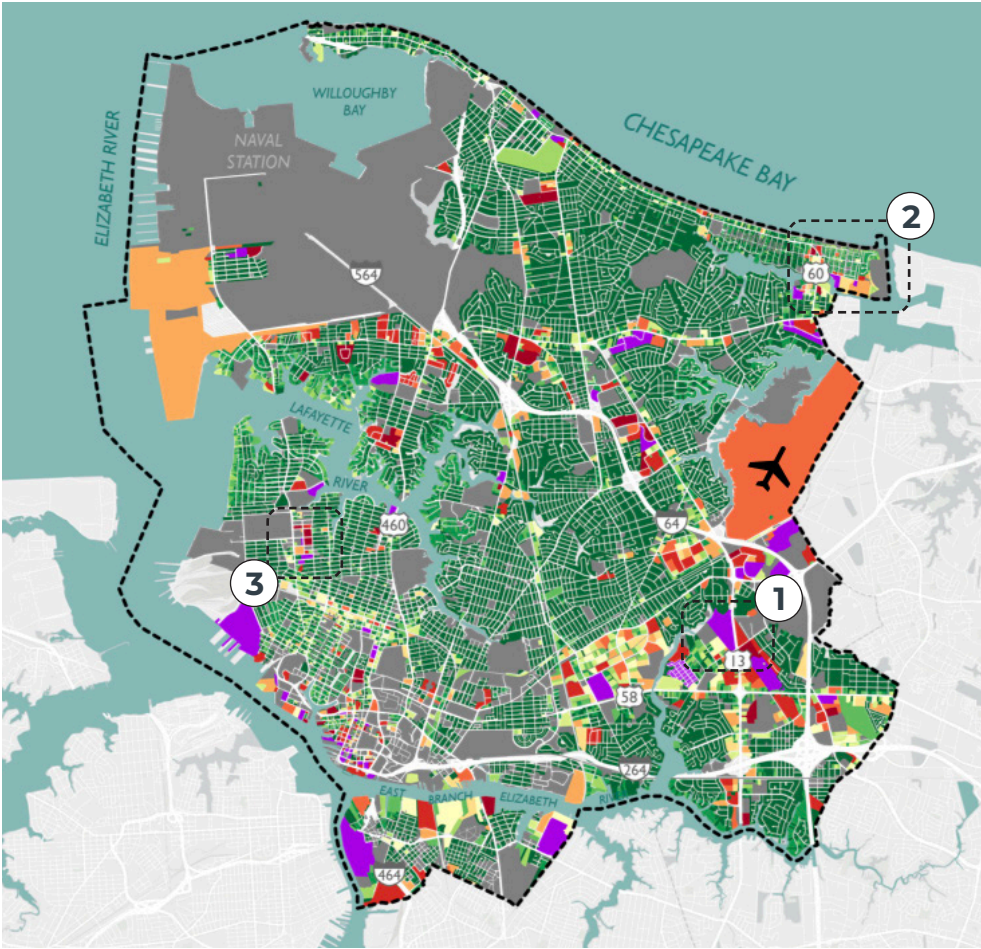 WILLOUGHBY
BAY
ELIZABETH RIVER
NAVAL
STATION
CHESAPEAKE BAY
2
60
564
LAFAYETTE
RIVER
460
64
3
1
13
58
264
EAST BRANCH ELIZABETH RIV
464